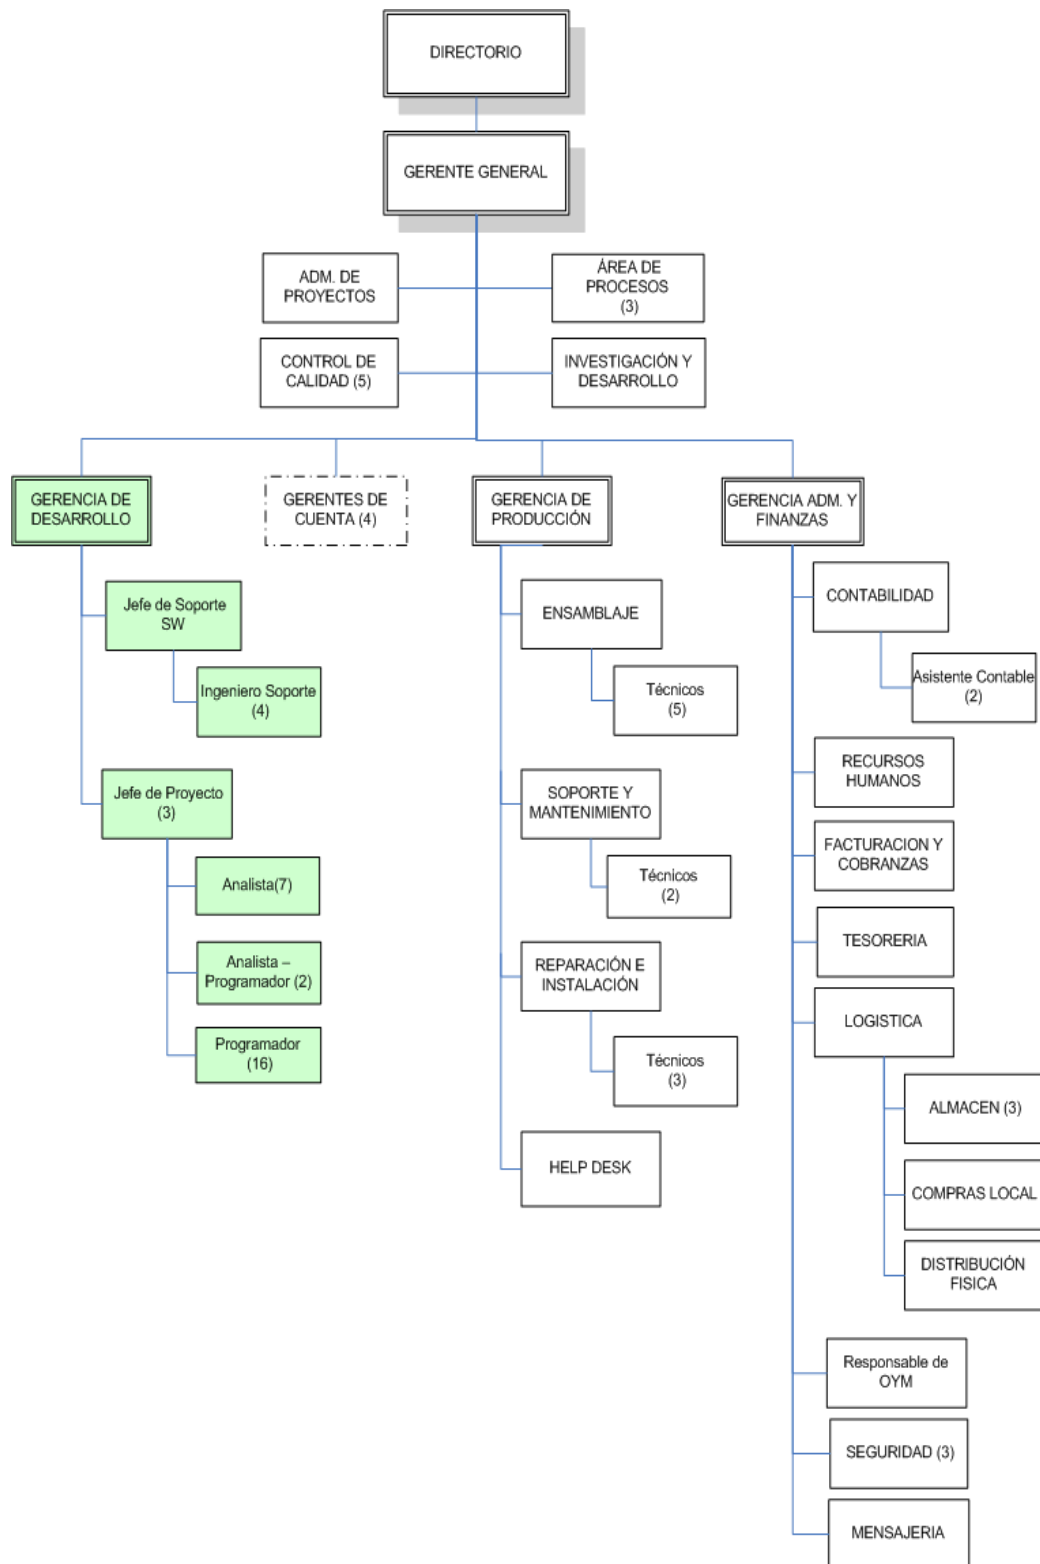 DIRECTORIO
GERENTE GENERAL
ADM. DE
PROYECTOS
ÁREA DE
PROCESOS
(3)
CONTROL DE
CALIDAD (5)
INVESTIGACIÓN Y
DESARROLLO
GERENCIA DE
DESARROLLO
GERENTES DE
CUENTA (4)
GERENCIA DE
PRODUCCIÓN
GERENCIA ADM. Y
FINANZAS
Jefe de Soporte
SW
Ingeniero Soporte
(4)
Jefe de Proyecto
(3)
Analista(7)
Analista –
Programador (2)
Programador
(16)
ENSAMBLAJE
Técnicos
(5)
SOPORTE Y
MANTENIMIENTO
Técnicos
(2)
REPARACIÓN E
INSTALACIÓN
Técnicos
(3)
HELP DESK
CONTABILIDAD
Asistente Contable
(2)
RECURSOS
HUMANOS
FACTURACION Y
COBRANZAS
TESORERIA
LOGISTICA
ALMACEN (3)
COMPRAS LOCAL
DISTRIBUCIÓN
FISICA
Responsable de
OYM
SEGURIDAD (3)
MENSAJERIA